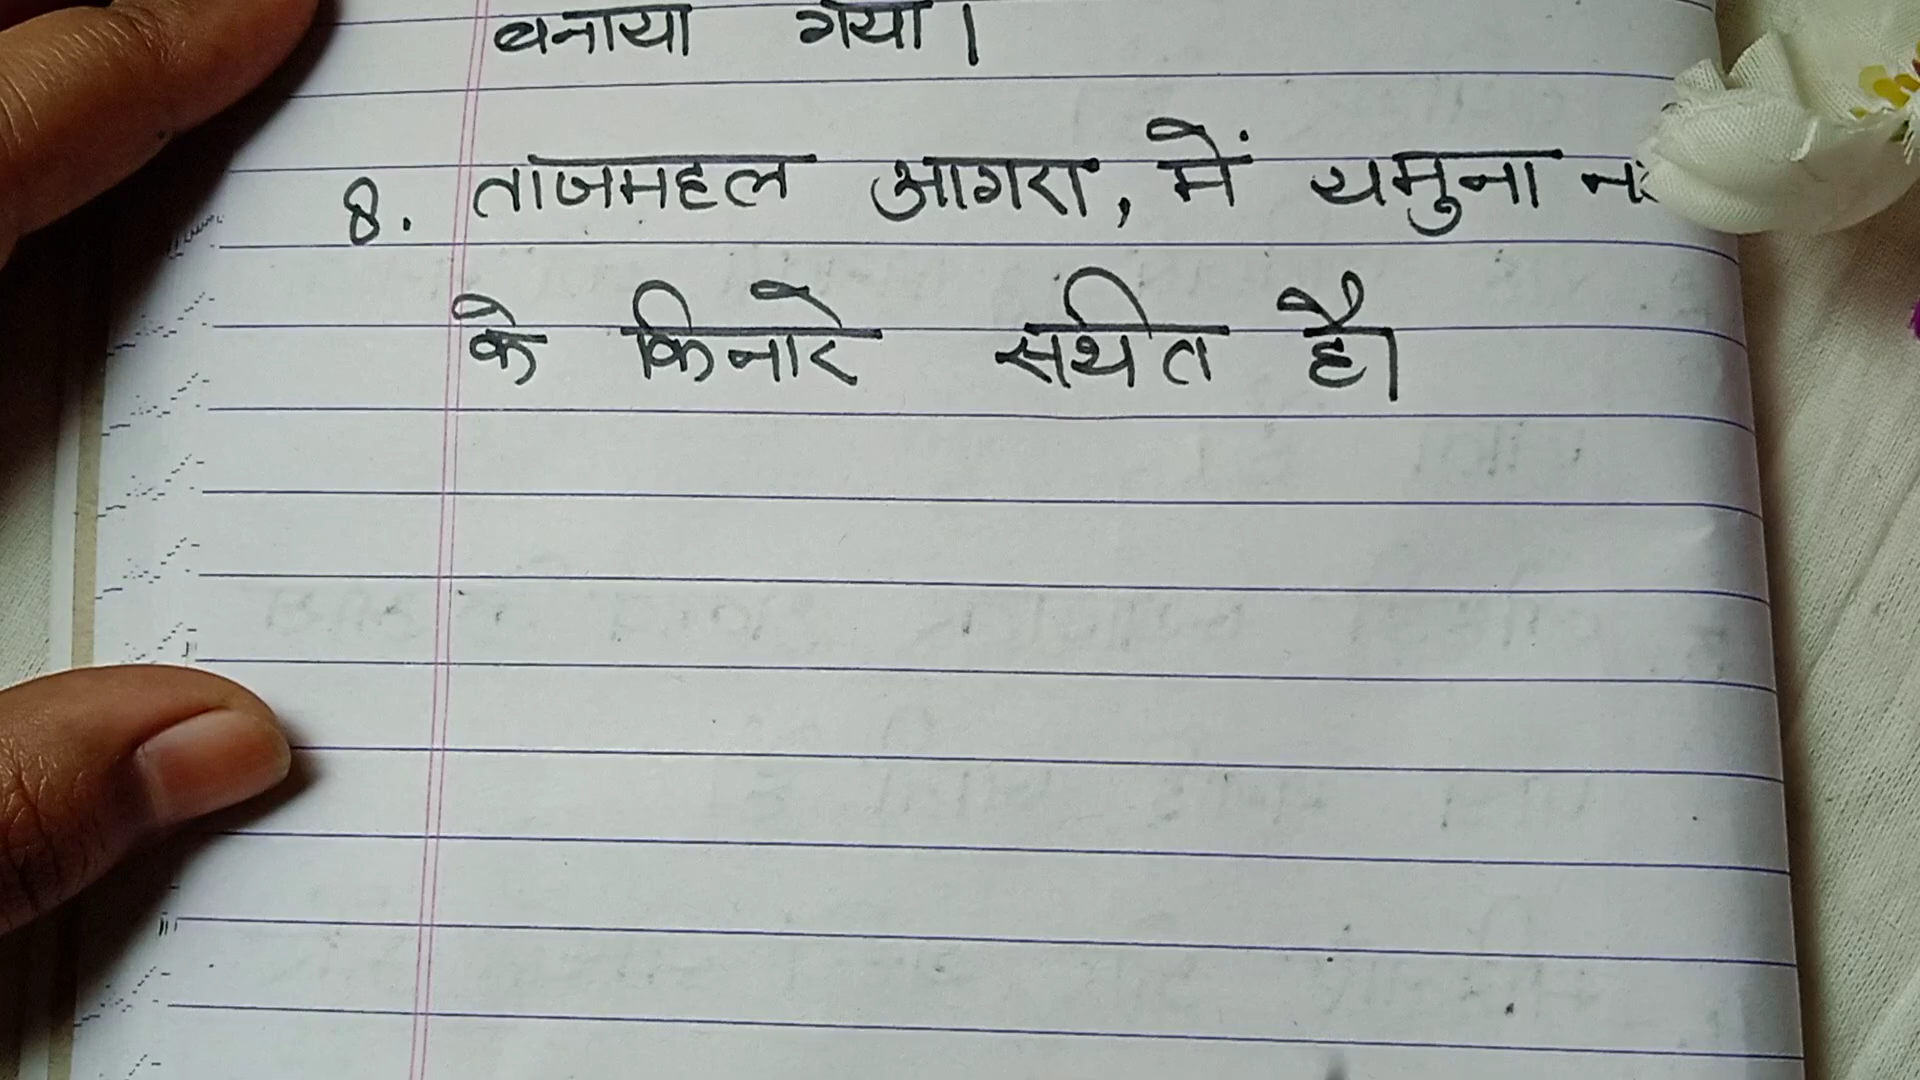 बनाया गया।
8. ताजमहल आगरा, में यमुना
के किनारे सथित है।